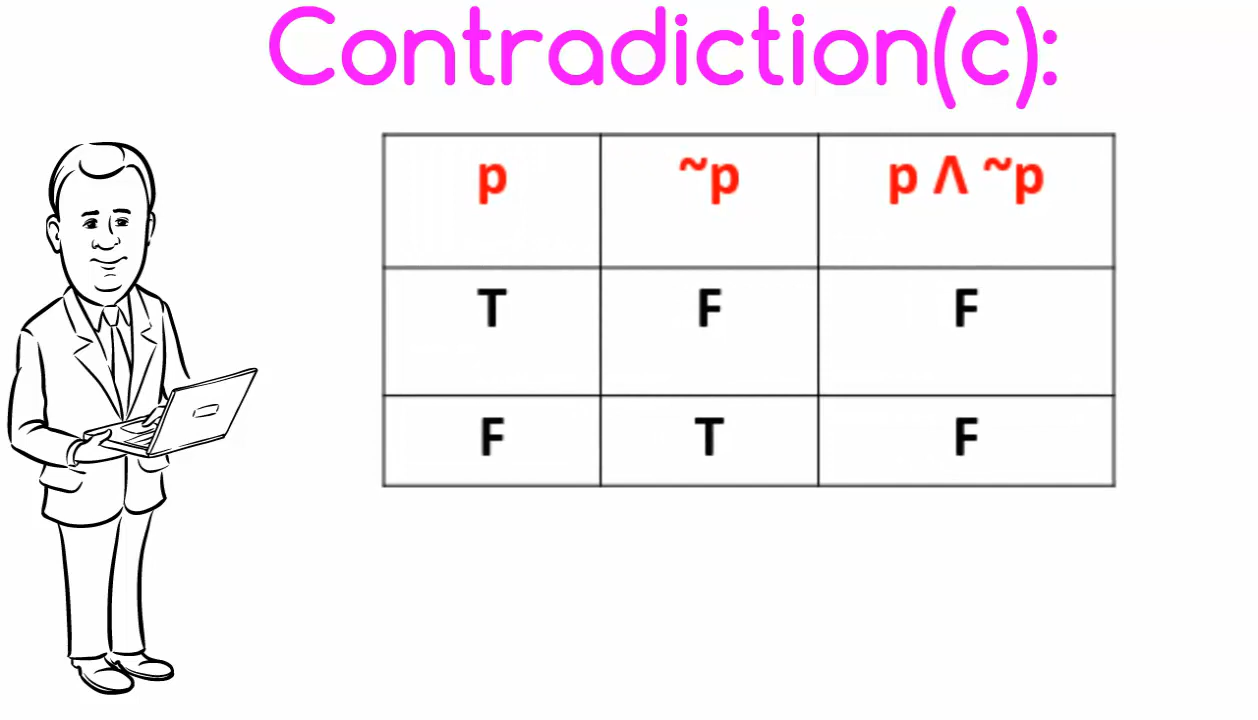 Contradiction(c):
p ~p p Λ ~p
T F F
F T F